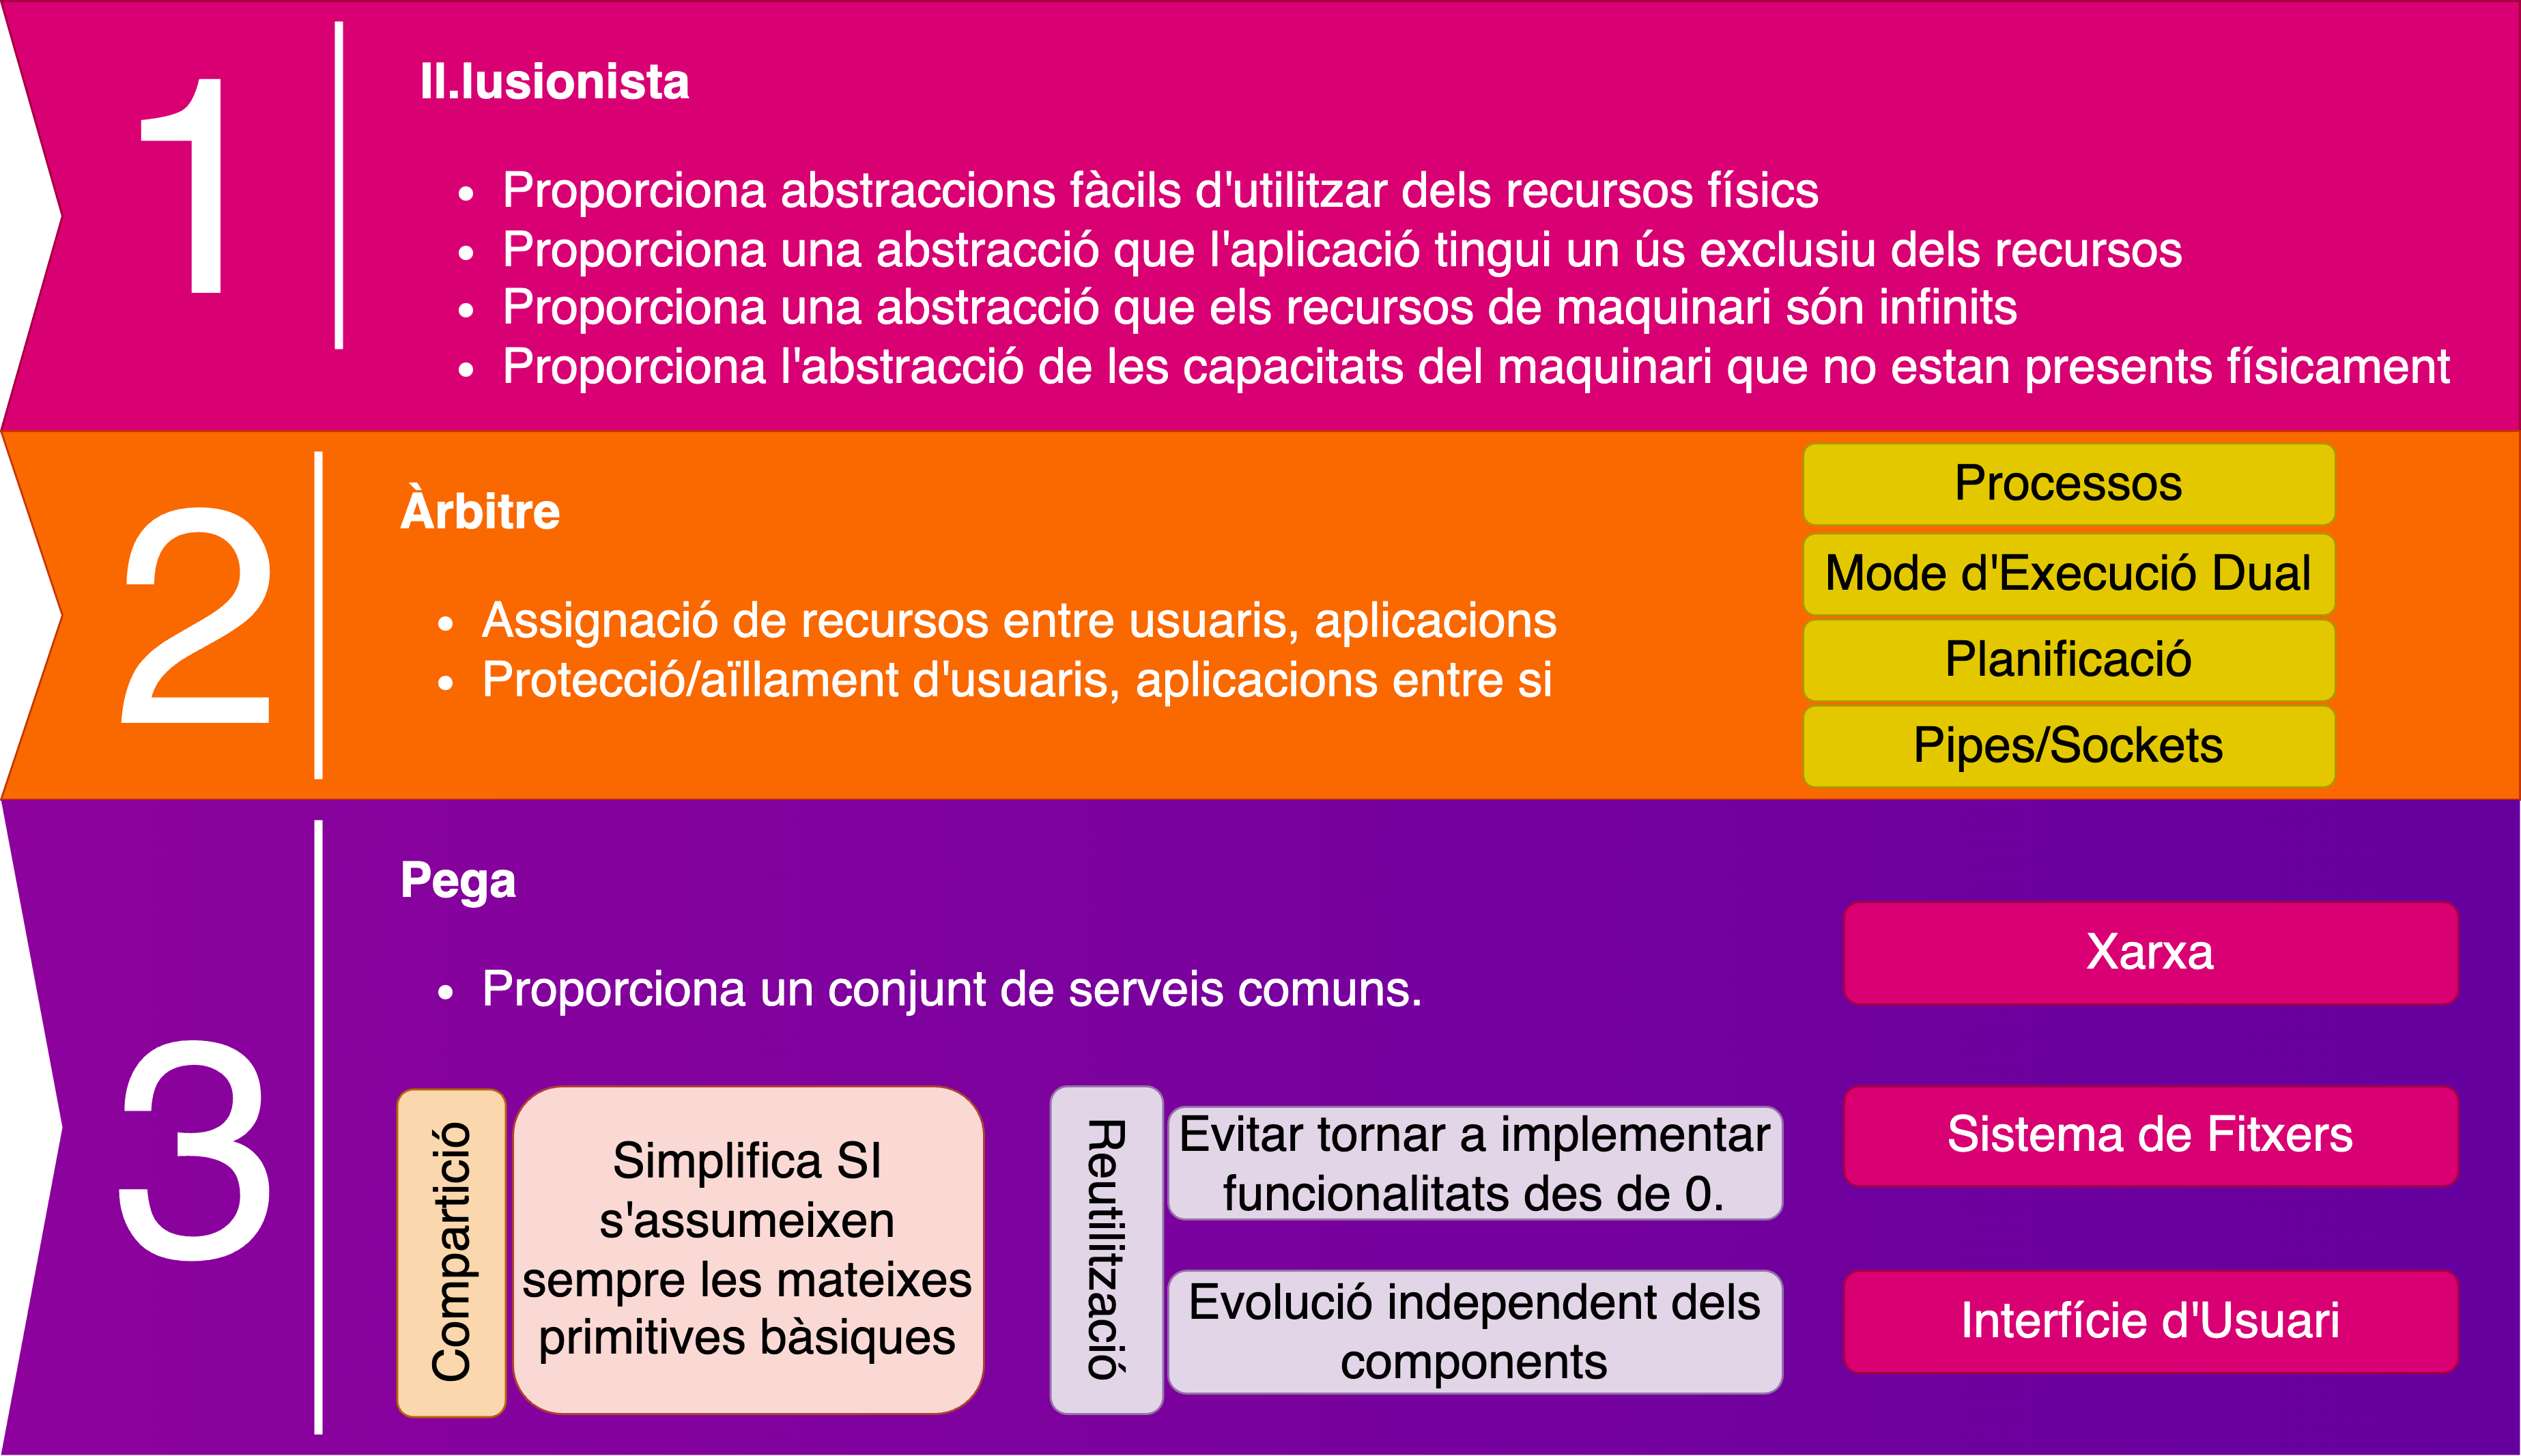 1
Il.lusionista
• Proporciona abstraccions fàcils d'utilitzar dels recursos físics
• Proporciona una abstracció que l'aplicació tingui un ús exclusiu dels recursos
• Proporciona una abstracció que els recursos de maquinari són infinits
• Proporciona l'abstracció de les capacitats del maquinari que no estan presents físicament
2
Àrbitre
• Assignació de recursos entre usuaris, aplicacions
• Protecció/aïllament d'usuaris, aplicacions entre si
Processos
Mode d'Execució Dual
Planificació
Pipes/Sockets
3
Pega
• Proporciona un conjunt de serveis comuns.
Compartició
Simplifica SI
s'assumeixen
sempre les mateixes
primitives bàsiques
Reutilització
Evitar tornar a implementar
funcionalitats des de 0.
Evolució independent dels
components
Xarxa
Sistema de Fitxers
Interfície d'Usuari